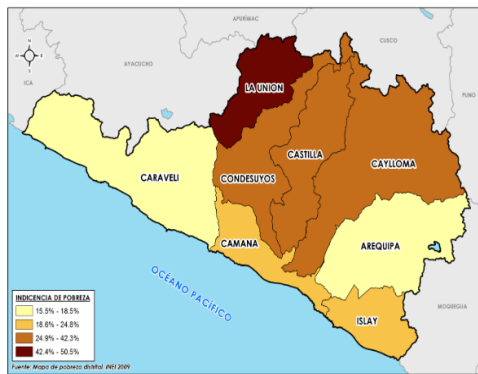 APURÍMAC
CUSCO
N
AYACUCHO
ICA
PUNO
LA UNION
CASTILLA
CARAVELI
CONDESUYOS
CAYLLOMA
CAMANA
AREQUIPA
OCÉANO PACÍFICO
MOQUEGUA
ISLAY
INDICENCIA DE POBREZA
15.5% - 18.5%
18.6% - 24.8%
24.9% - 42.3%
42.4% - 50.5%
Fuente: Mapa de pobreza distrital. INEI 2009